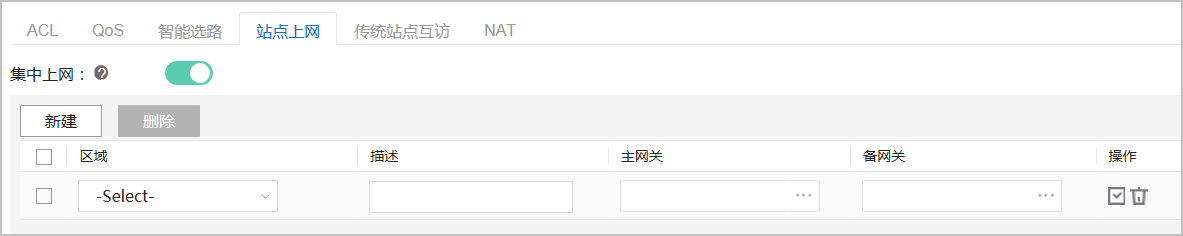 ACL QoS 智能选路 站点上网 传统站点互访 NAT
集中上网：
新建 删除
区域 描述 主网关 备网关 操作
-Select- ... ...